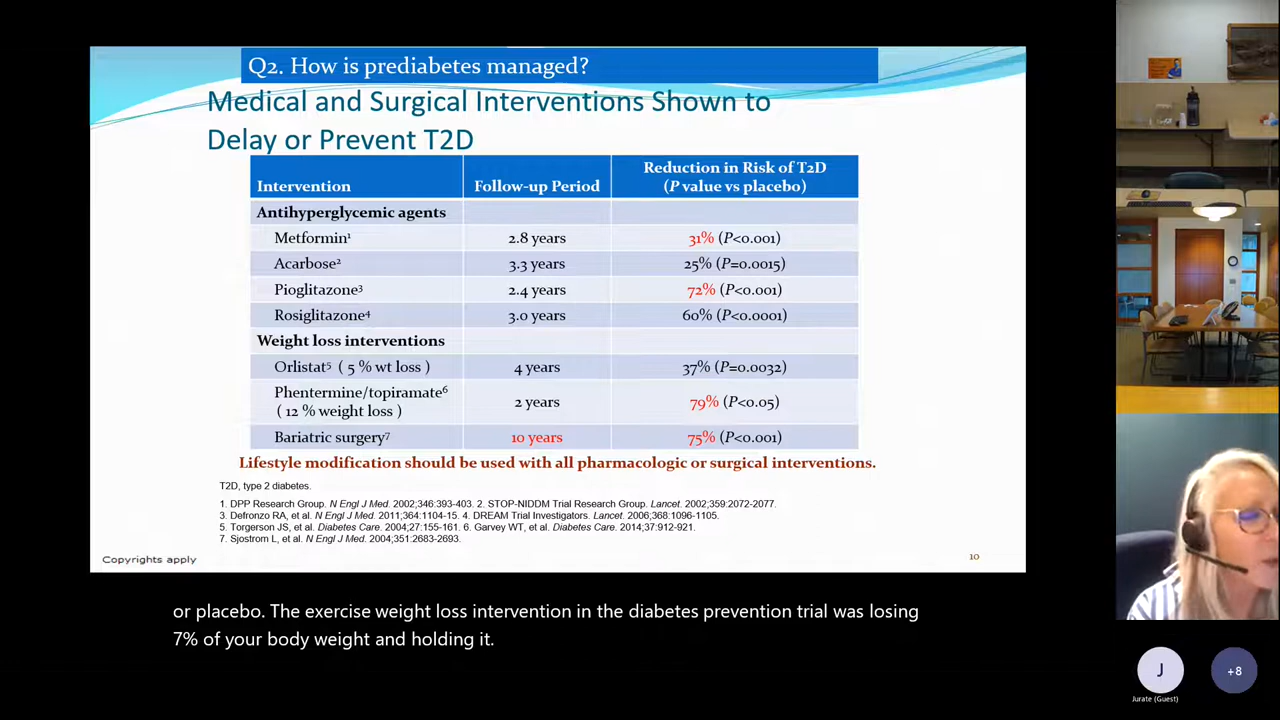 Q2. How is prediabetes managed?
Medical and Surgical Interventions Shown to
Delay or Prevent T2D
Intervention Follow-up Period Reduction in Risk of T2D
(P value vs placebo)
Antihyperglycemic agents
Metformin¹ 2.8 years 31% (P<0.001)
Acarbose² 3.3 years 25% (P=0.0015)
Pioglitazone³ 2.4 years 72% (P<0.001)
Rosiglitazone⁴ 3.0 years 60% (P<0.0001)
Weight loss interventions
Orlistat⁵ ( 5 % wt loss ) 4 years 37% (P=0.0032)
Phentermine/topiramate⁶
( 12 % weight loss ) 2 years 79% (P<0.05)
Bariatric surgery⁷ 10 years 75% (P<0.001)
Lifestyle modification should be used with all pharmacologic or surgical interventions.
T2D, type 2 diabetes.
1. DPP Research Group. N Engl J Med. 2002;346:393-403. 2. STOP-NIDDM Trial Research Group. Lancet. 2002;359:2072-2077.
3. Defronzo RA, et al. N Engl J Med. 2011;364:1104-15. 4. DREAM Trial Investigators. Lancet. 2006;368:1096-1105.
5. Torgerson JS, et al. Diabetes Care. 2004;27:155-161. 6. Garvey WT, et al. Diabetes Care. 2014;37:912-921.
7. Sjostrom L, et al. N Engl J Med. 2004;351:2683-2693.
Copyrights apply
10
or placebo. The exercise weight loss intervention in the diabetes prevention trial was losing
7% of your body weight and holding it.
J
+8
Jurate (Guest)